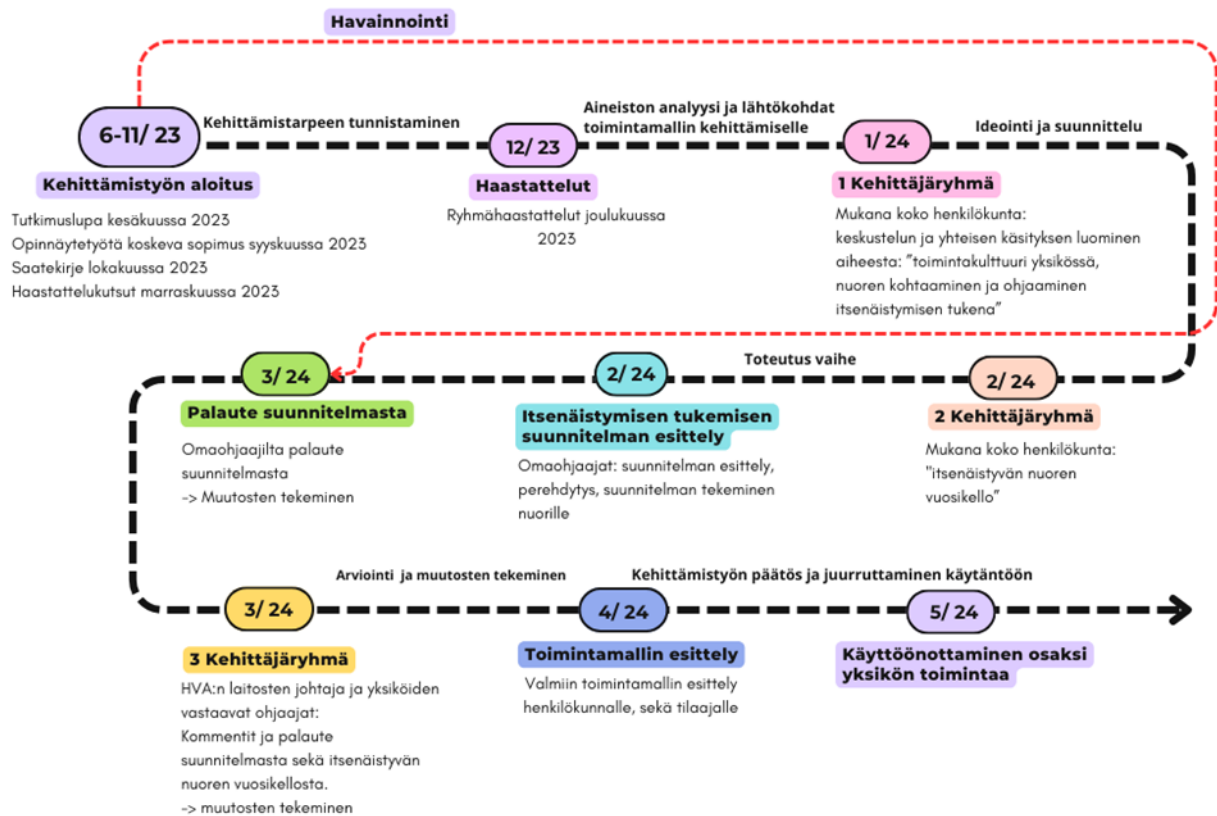 Havainnointi
6-11/ 23
Kehittämistarpeen tunnistaminen
12/ 23
Aineiston analyysi ja lähtökohdat
toimintamallin kehittämiselle
1/ 24
Ideointi ja suunnittelu
Kehittämistyön aloitus
Tutkimuslupa kesäkuussa 2023
Opinnäytetyötä koskeva sopimus syyskuussa 2023
Saatekirje lokakuussa 2023
Haastattelukutsut marraskuussa 2023
Haastattelut
Ryhmähaastattelut joulukuussa
2023
1 Kehittäjäryhmä
Mukana koko henkilökunta:
keskustelun ja yhteisen käsityksen luominen
aiheesta: ”toimintakulttuuri yksikössä,
nuoren kohtaaminen ja ohjaaminen
itsenäistymisen tukena”
3/ 24
2/ 24
Toteutus vaihe
2/ 24
Palaute suunnitelmasta
Omaohjaajilta palaute
suunnitelmasta
-> Muutosten tekeminen
Itsenäistymisen tukemisen
suunnitelman esittely
Omaohjaajat: suunnitelman esittely,
perehdytys, suunnitelman tekeminen
nuorille
2 Kehittäjäryhmä
Mukana koko henkilökunta:
"itsenäistyvän nuoren
vuosikello”
3/ 24
Arviointi ja muutosten tekeminen
4/ 24
Kehittämistyön päätös ja juurruttaminen käytäntöön
5/ 24
3 Kehittäjäryhmä
HVA:n laitosten johtaja ja yksiköiden
vastaavat ohjaajat:
Kommentit ja palaute
suunnitelmasta sekä itsenäistyvän
nuoren vuosikellosta.
-> muutosten tekeminen
Toimintamallin esittely
Valmiin toimintamallin esittely
henkilökunnalle, sekä tilaajalle
Käyttöönottaminen osaksi
yksikön toimintaa